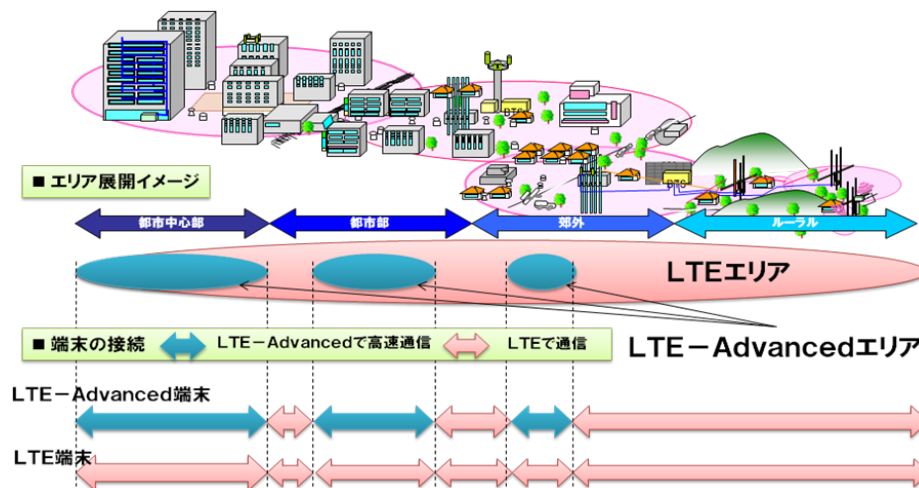 ■ エリア展開イメージ
都市中心部
都市部
郊外
ルーラル
LTEエリア
■ 端末の接続
LTE－Advancedで高速通信
LTEで通信
LTE－Advancedエリア
LTE－Advanced端末
LTE端末